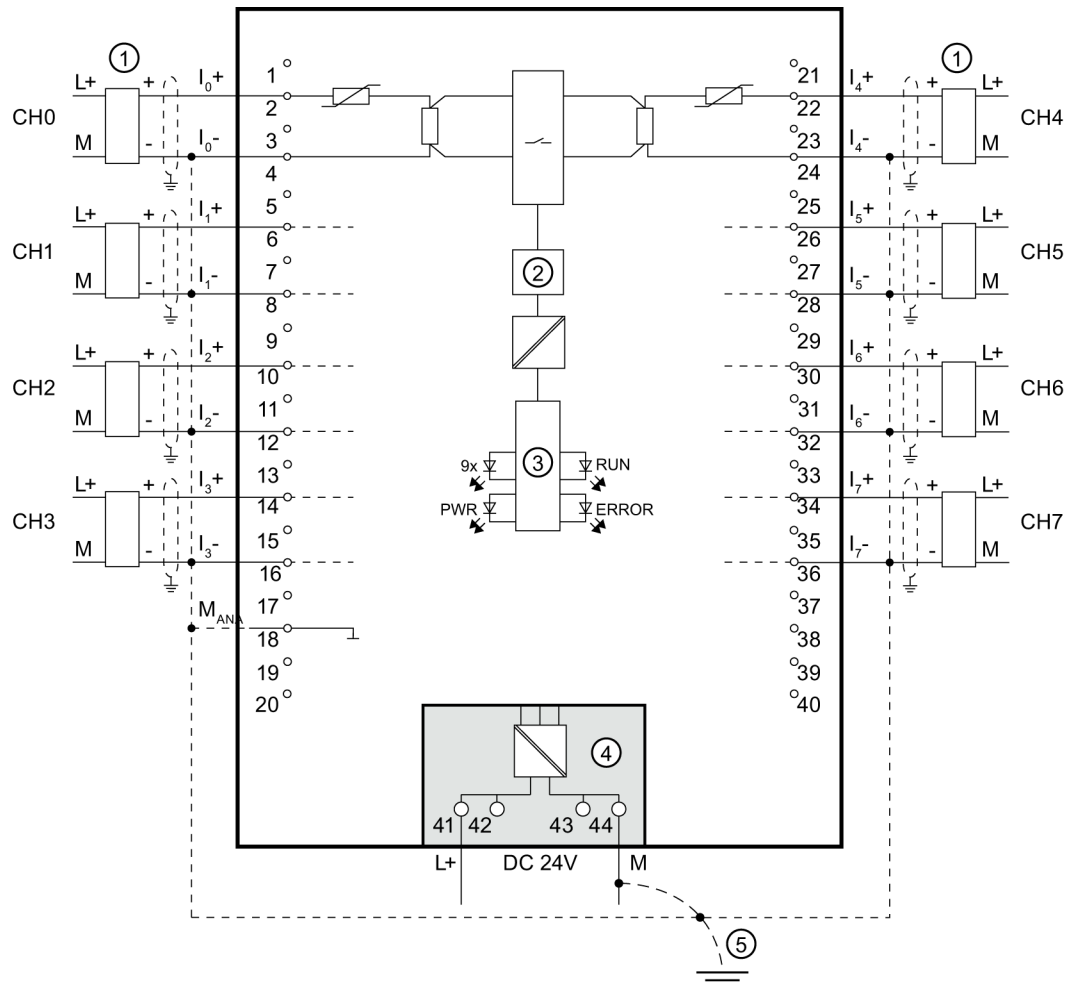 ① ①
L+ + I₀+ 1 21 I₄+ + L+
CH0 2 22 CH4
M - I₀- 3 23 I₄- - M
4 24
L+ + I₁+ 5 25 I₅+ + L+
CH1 6 26 CH5
M - I₁- 7 ② 27 I₅- - M
8 28
L+ + I₂+ 9 29 I₆+ + L+
CH2 10 30 CH6
M - I₂- 11 31 I₆- - M
12 32
L+ + I₃+ 13 9x ③ RUN 33 I₇+ + L+
14 34
CH3 PWR ERROR CH7
M - I₃- 15 35 I₇- - M
16 36
M_ANA 17 37
18 38
19 39
20 40
④
41 42 43 44
L+ DC 24V M
⑤